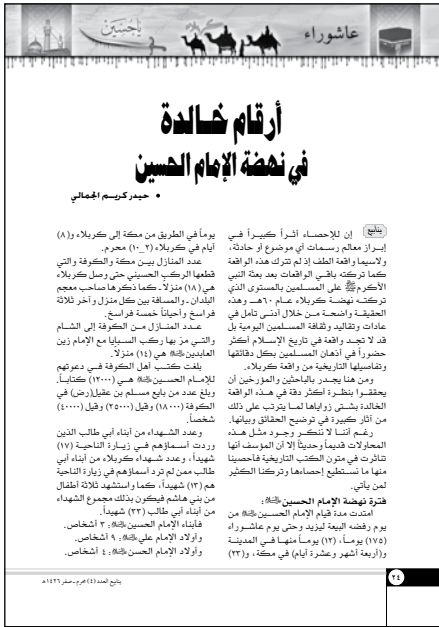 عاشوراء
ياحسين
أرقام خالدة
في نهضة الإمام الحسين
• حيدر كريم الجمالي
ينابيع إن للإحصاء أثراً كبيراً في
إبراز معالم رسمات أي موضوع أو حادثة،
ولاسيما واقعة الطف إذ لم تترك هذه الواقعة
كما تركته باقي الواقعات بعد بعثة النبي
الأكرم ﷺ على المسلمين بالمستوى الذي
تركته نهضة كربلاء عام ٦٠هـ، وهذه
الحقيقة واضحة من خلال أدنى تأمل في
عادات وتقاليد وثقافة المسلمين اليومية بل
قد لا تجد واقعة في تاريخ الإسلام أكثر
حضوراً في أذهان المسلمين بكل دقائقها
وتفاصيلها التاريخية من واقعة كربلاء.
ومن هنا يجدر بالباحثين والمؤرخين أن
يحققوا بنظرة أكثر دقة في هذه الواقعة
الخالدة بشتى زواياها لما يترتب على ذلك
من آثار كبيرة في توضيح الحقائق وبيانها.
رغم أننا لا ننكر وجود مثل هذه
المحاولات قديماً وحديثاً إلا أن المؤسف أنها
تناثرت في متون الكتب التاريخية فأحصينا
منها ما نستطيع إحصاءها وتركنا الكثير
لمن يأتي.
فترة نهضة الإمام الحسين:
امتدت مدة قيام الإمام الحسين من
يوم رفضه البيعة ليزيد وحتى يوم عاشوراء
(١٧٥) يوماً، (١٢) يوماً منها في المدينة
و(أربعة أشهر وعشرة أيام) في مكة، و(٢٣)
يوماً في الطريق من مكة إلى كربلاء و(٨)
أيام في كربلاء (٢_١٠) محرم.
عدد المنازل بين مكة والكوفة والتي
قطعها الركب الحسيني حتى وصل كربلاء
هي (١٨) منزلاً. كما ذكرها صاحب معجم
البلدان. والمسافة بين كل منزل وآخر ثلاثة
فراسخ وأحياناً خمسة فراسخ.
عدد المنازل من الكوفة إلى الشام
والتي مرّ بها ركب السبايا مع الإمام زين
العابدين هي (١٤) منزلاً.
بلغت كتب أهل الكوفة في دعوتهم
للإمام الحسين هي (١٢٠٠٠) كتاباً.
وبلغ عدد من بايع مسلم بن عقيل(رض) في
الكوفة (١٨٠٠٠) وقيل (٢٥٠٠٠) وقيل (٤٠٠٠٠)
شخصاً.
وعدد الشهداء من أبناء أبي طالب الذين
وردت أسماؤهم في زيارة الناحية (١٧)
شهيداً، وعدد شهداء كربلاء من أبناء أبي
طالب ممن لم ترد أسماؤهم في زيارة الناحية
هم (١٣) شهيداً، كما واستشهد ثلاثة أطفال
من بني هاشم فيكون بذلك مجموع الشهداء
من أبناء أبي طالب (٣٣) شهيداً.
فأبناء الإمام الحسين: ٣ أشخاص.
وأولاد الإمام علي: ٩ أشخاص.
وأولاد الإمام الحسن: ٤ أشخاص.
٢٤
ينابيع العدد (٤) محرم - صفر ١٤٢٦هـ